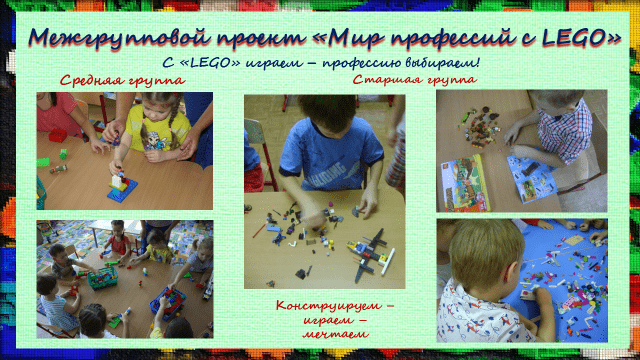 Межгрупповой проект «Мир профессий с LEGO»
С «LEGO» играем – профессию выбираем!
Средняя группа
Старшая группа
Конструируем –
играем –
мечтаем